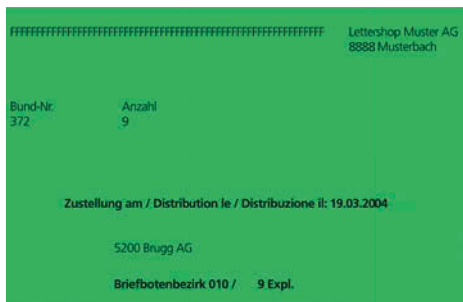 FFFFFFFFFFFFFFFFFFFFFFFFFFFFFFFFFFFFFFFFFFFFFFFFFFFFFFFFFFFF Lettershop Muster AG
8888 Musterbach
Bund-Nr. Anzahl
372 9
Zustellung am / Distribution le / Distribuzione il: 19.03.2004
5200 Brugg AG
Briefbotenbezirk 010 / 9 Expl.